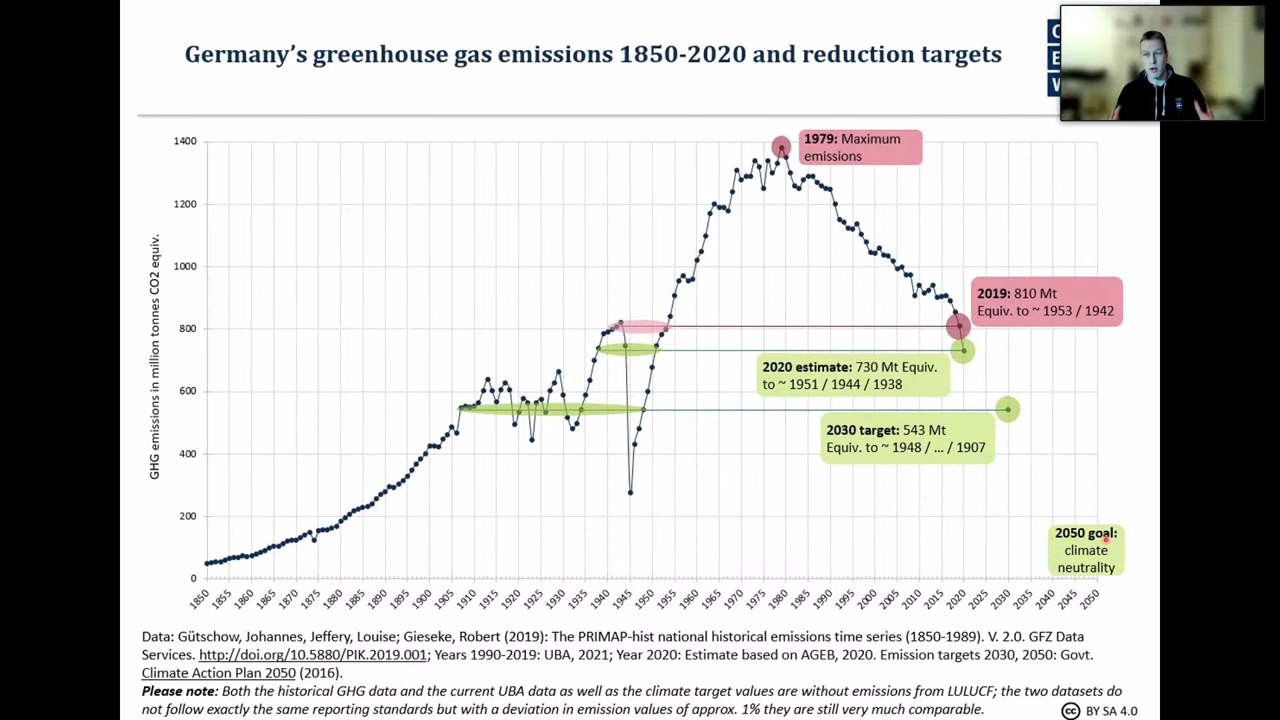 Germany's greenhouse gas emissions 1850-2020 and reduction targets
C
E
W
GHG emissions in million tonnes CO2 equiv.
1400
1200
1000
800
600
400
200
0
1979: Maximum
emissions
2019: 810 Mt
Equiv. to ~ 1953 / 1942
2020 estimate: 730 Mt Equiv.
to ~ 1951 / 1944 / 1938
2030 target: 543 Mt
Equiv. to ~ 1948 / ... / 1907
2050 goal:
climate
neutrality
1850 1855 1860 1865 1870 1875 1880 1885 1890 1895 1900 1905 1910 1915 1920 1925 1930 1935 1940 1945 1950 1955 1960 1965 1970 1975 1980 1985 1990 1995 2000 2005 2010 2015 2020 2025 2030 2035 2040 2045 2050
Data: Gütschow, Johannes, Jeffery, Louise; Gieseke, Robert (2019): The PRIMAP-hist national historical emissions time series (1850-1989). V. 2.0. GFZ Data
Services. http://doi.org/10.5880/PIK.2019.001; Years 1990-2019: UBA, 2021; Year 2020: Estimate based on AGEB, 2020. Emission targets 2030, 2050: Govt.
Climate Action Plan 2050 (2016).
Please note: Both the historical GHG data and the current UBA data as well as the climate target values are without emissions from LULUCF; the two datasets do
not follow exactly the same reporting standards but with a deviation in emission values of approx. 1% they are still very much comparable.
cc BY SA 4.0